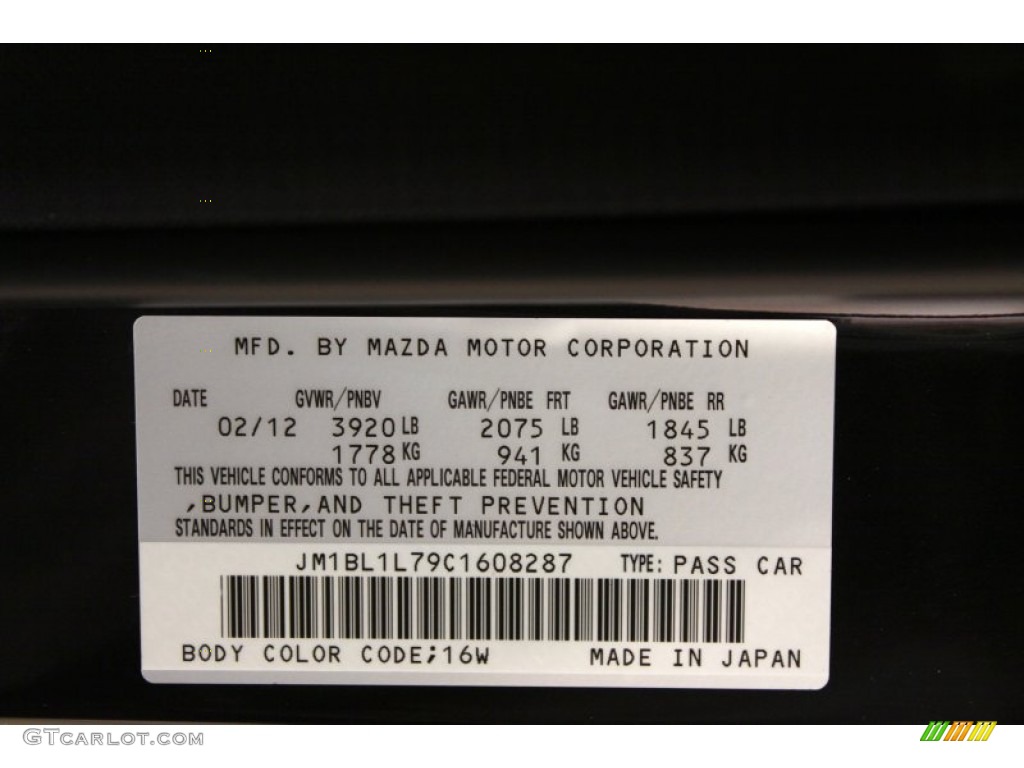 MFD. BY MAZDA MOTOR CORPORATION
DATE GVWR/PNBV GAWR/PNBE FRT GAWR/PNBE RR
02/12 3920 LB 2075 LB 1845 LB
1778 KG 941 KG 837 KG
THIS VEHICLE CONFORMS TO ALL APPLICABLE FEDERAL MOTOR VEHICLE SAFETY
,BUMPER,AND THEFT PREVENTION
STANDARDS IN EFFECT ON THE DATE OF MANUFACTURE SHOWN ABOVE.
JM1BL1L79C1608287 TYPE: PASS CAR
BODY COLOR CODE;16W MADE IN JAPAN
GTCARLOT.COM